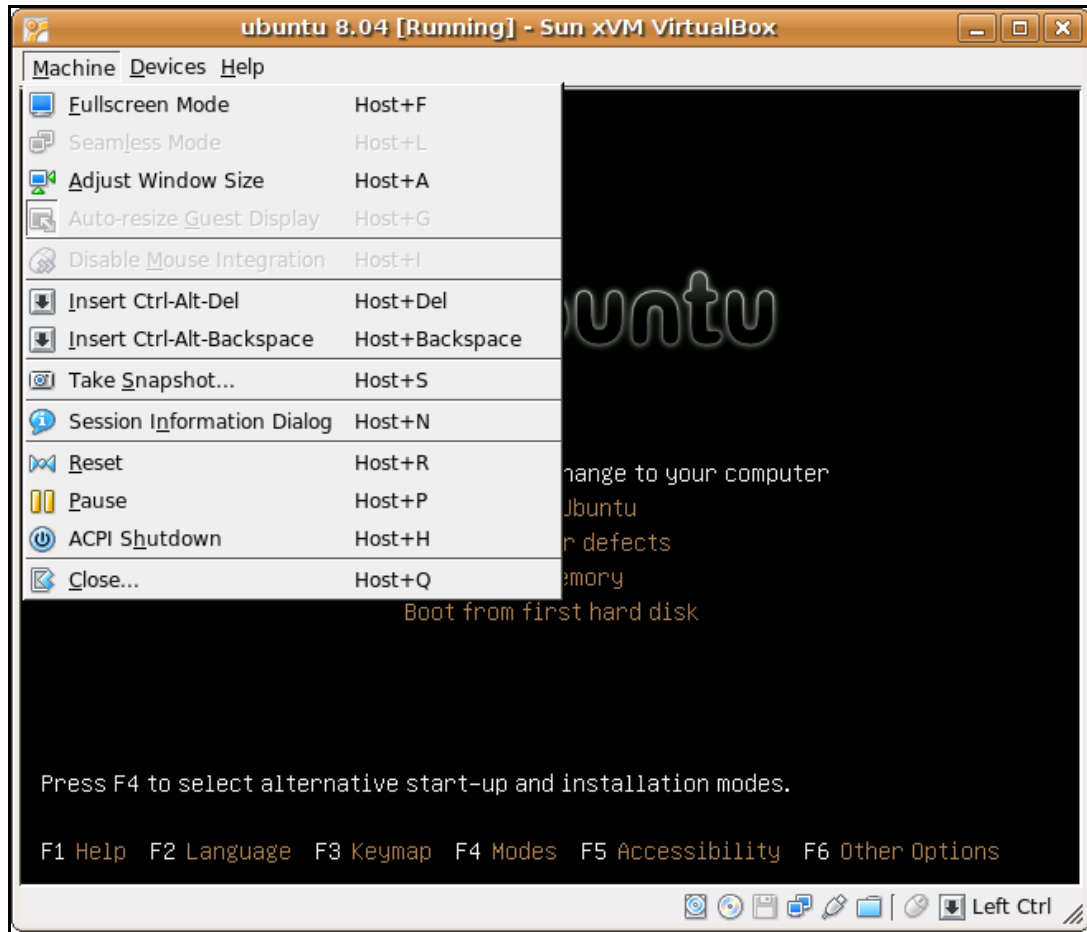 ubuntu 8.04 [Running] - Sun xVM VirtualBox
Machine Devices Help
Fullscreen Mode Host+F
Seamless Mode Host+L
Adjust Window Size Host+A
Auto-resize Guest Display Host+G
Disable Mouse Integration Host+I
Insert Ctrl-Alt-Del Host+Del
Insert Ctrl-Alt-Backspace Host+Backspace
Take Snapshot... Host+S
Session Information Dialog Host+N
Reset Host+R
Pause Host+P
ACPI Shutdown Host+H
Close... Host+Q
untu
hange to your computer
Ubuntu
r defects
emory
Boot from first hard disk
Press F4 to select alternative start-up and installation modes.
F1 Help F2 Language F3 Keymap F4 Modes F5 Accessibility F6 Other Options
Left Ctrl